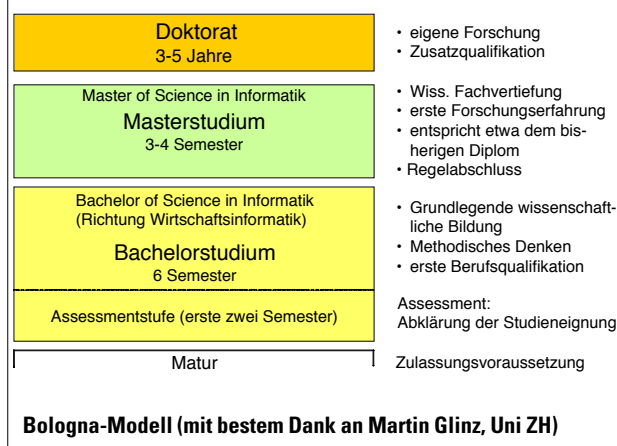 Doktorat
3-5 Jahre
• eigene Forschung
• Zusatzqualifikation
Master of Science in Informatik
Masterstudium
3-4 Semester
• Wiss. Fachvertiefung
• erste Forschungserfahrung
• entspricht etwa dem bis-
herigen Diplom
• Regelabschluss
Bachelor of Science in Informatik
(Richtung Wirtschaftsinformatik)
Bachelorstudium
6 Semester
• Grundlegende wissenschaft-
liche Bildung
• Methodisches Denken
• erste Berufsqualifikation
Assessmentstufe (erste zwei Semester)
Assessment:
Abklärung der Studieneignung
Matur
Zulassungsvoraussetzung
Bologna-Modell (mit bestem Dank an Martin Glinz, Uni ZH)